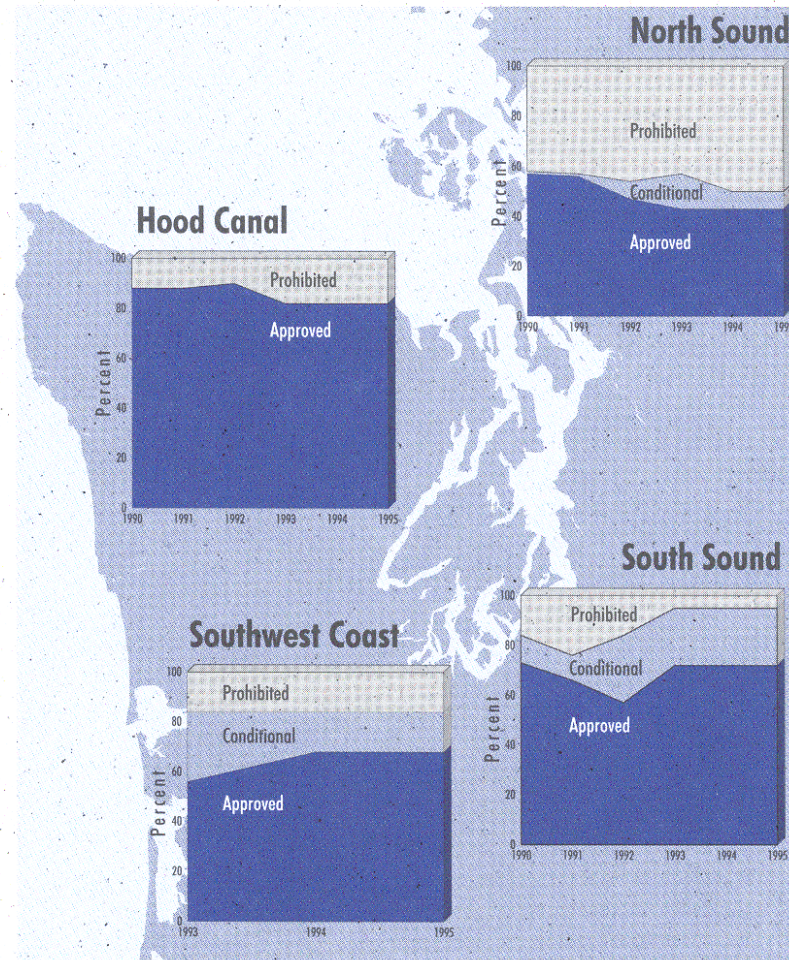 North Sound
100
80
60
40
20
0
Percent
Prohibited
Conditional
Approved
1990 1991 1992 1993 1994
Hood Canal
100
80
60
40
20
0
Percent
Prohibited
Approved
1990 1991 1992 1993 1994 1995
South Sound
100
80
60
40
20
0
Percent
Prohibited
Conditional
Approved
1990 1991 1992 1993 1994 1995
Southwest Coast
100
80
60
40
20
0
Percent
Prohibited
Conditional
Approved
1993 1994 1995